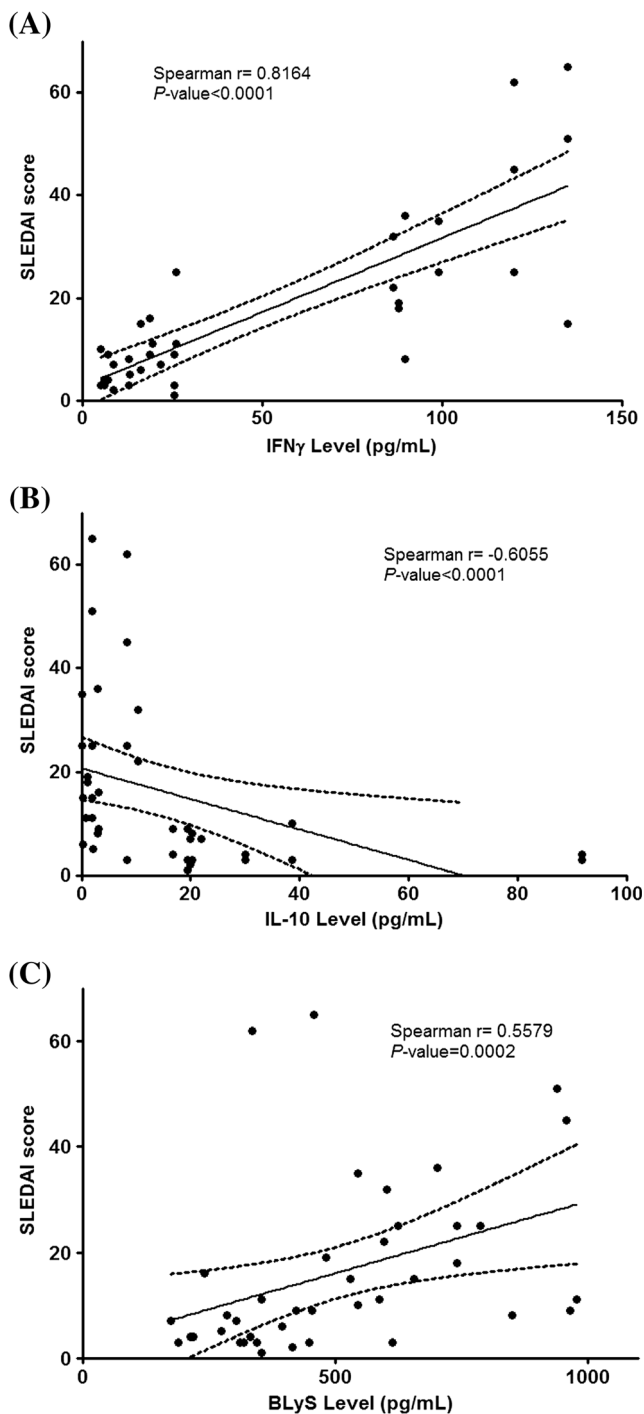 (A)
60
40
20
0
SLEDAI score
Spearman r= 0.8164
P-value<0.0001
0 50 100 150
IFNγ Level (pg/mL)
(B)
60
40
20
0
SLEDAI score
Spearman r= -0.6055
P-value<0.0001
0 20 40 60 80 100
IL-10 Level (pg/mL)
(C)
60
40
20
0
SLEDAI score
Spearman r= 0.5579
P-value=0.0002
0 500 1000
BLyS Level (pg/mL)